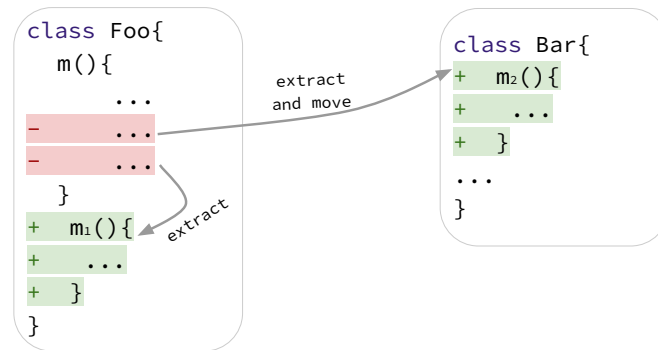 class Foo{
m(){
...
- ...
- ...
}
+ m₁(){
+ ...
+ }
}
extract
and move
extract
class Bar{
+ m₂(){
+ ...
+ }
...
}